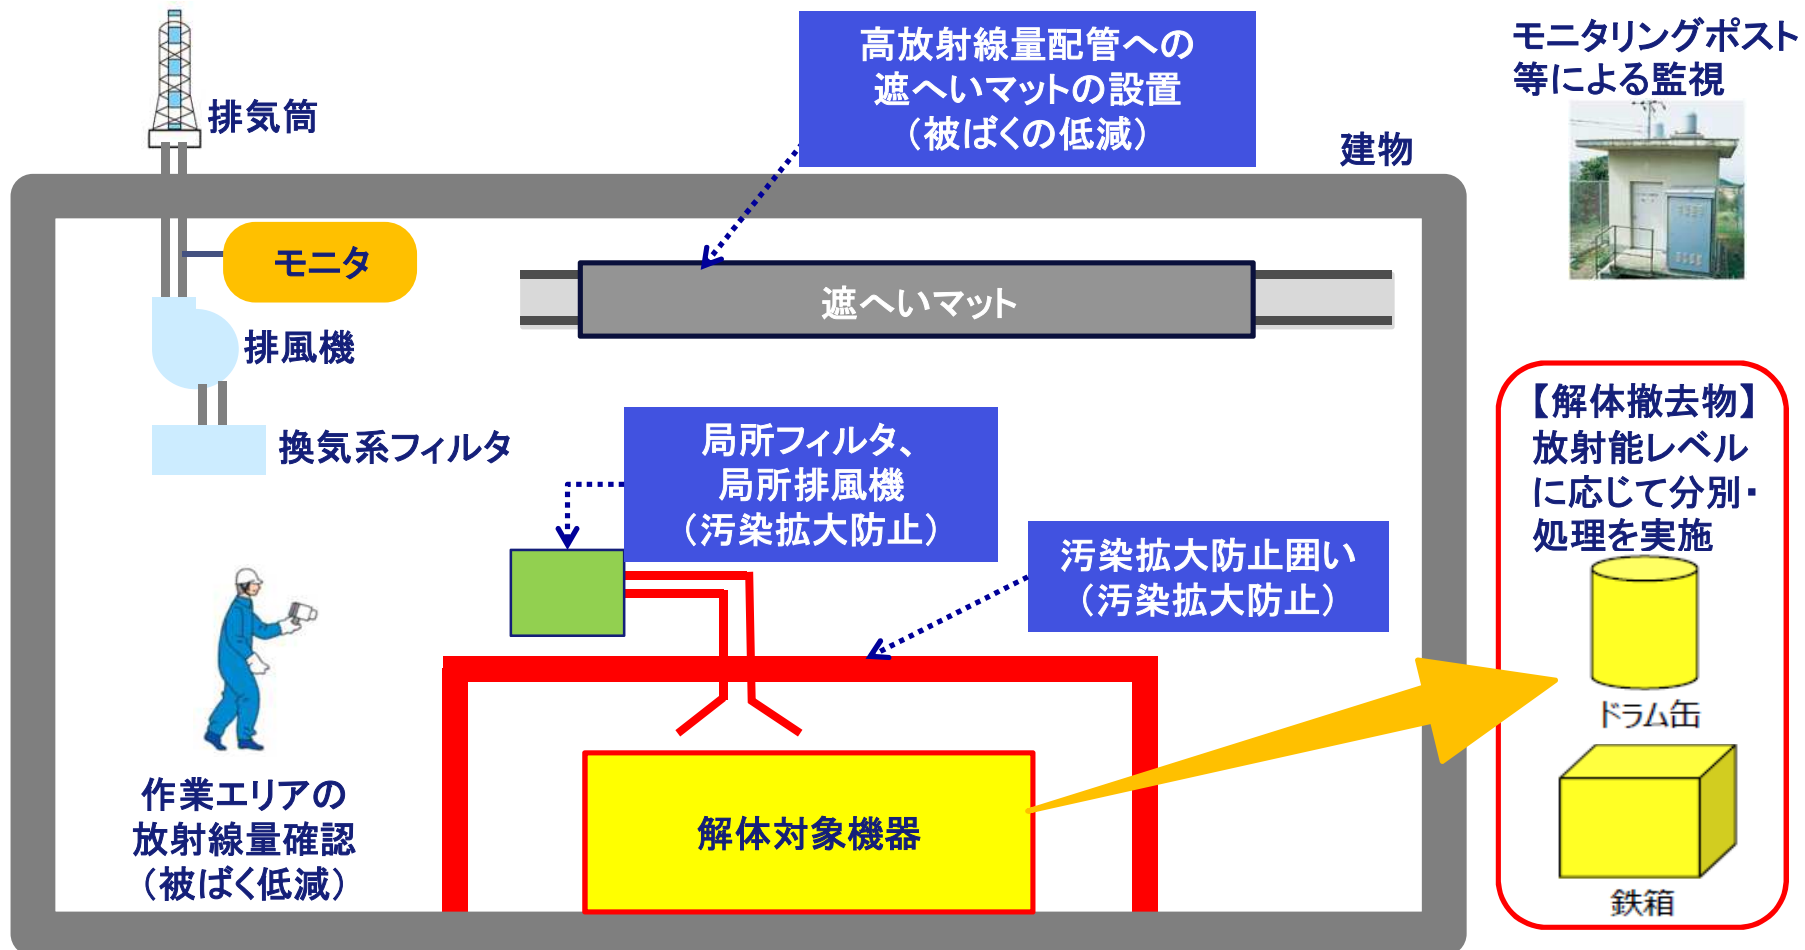 高放射線量配管への
遮へいマットの設置
（被ばくの低減）
モニタリングポスト
等による監視
排気筒
建物
モニタ
遮へいマット
排風機
換気系フィルタ
局所フィルタ、
局所排風機
（汚染拡大防止）
汚染拡大防止囲い
（汚染拡大防止）
【解体撤去物】
放射能レベル
に応じて分別・
処理を実施
ドラム缶
鉄箱
作業エリアの
放射線量確認
（被ばく低減）
解体対象機器